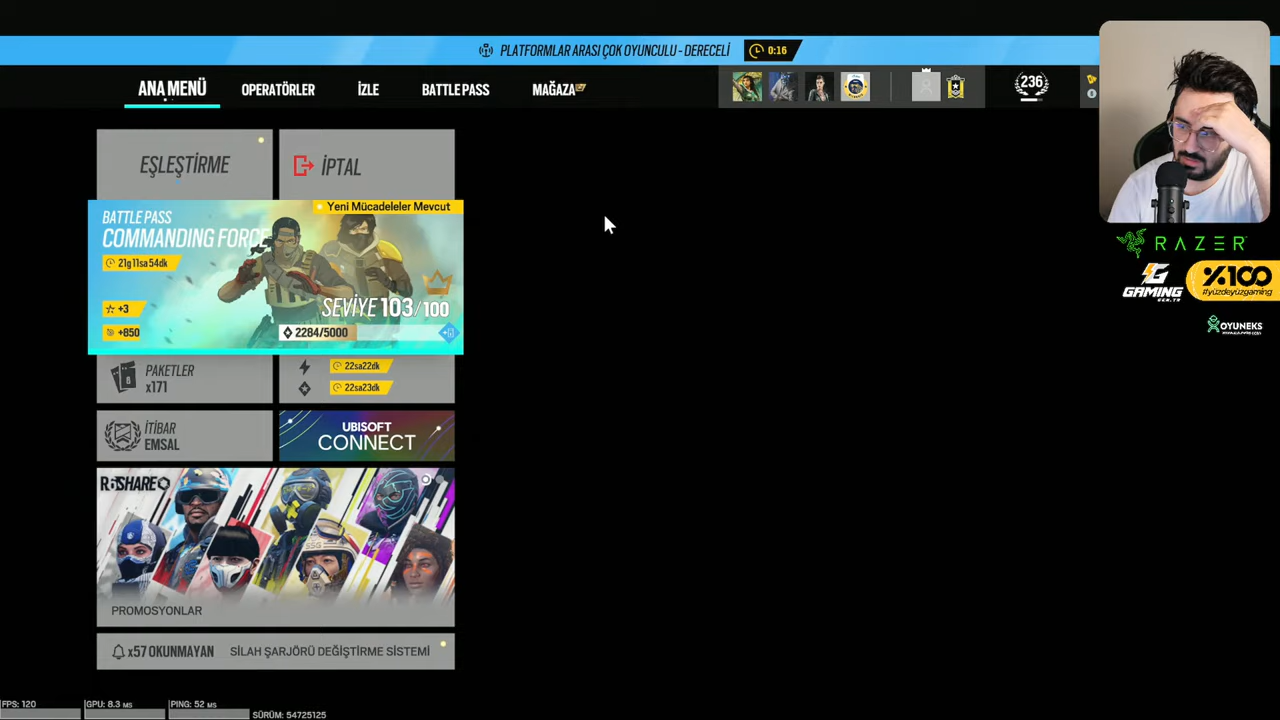 PLATFORMLAR ARASI ÇOK OYUNCULU - DERECELİ
0:16
ANA MENÜ
OPERATÖRLER
İZLE
BATTLE PASS
MAĞAZA
236
EŞLEŞTİRME
İPTAL
Yeni Mücadeleler Mevcut
BATTLE PASS
COMMANDING FORCE
21g11sa54dk
SEVİYE 103/100
+3
+850
2284/5000
PAKETLER
x171
22sa22dk
22sa23dk
İTİBAR
EMSAL
UBISOFT
CONNECT
R6SHARE
PROMOSYONLAR
x57 OKUNMAYAN
SİLAH ŞARJÖRÜ DEĞİŞTİRME SİSTEMİ
FPS: 120
GPU: 8.3 MS
PING: 52 MS
SÜRÜM: 54725125
RAZER
GAMING
GEN.TR
%100
#yüzdeyüzgaming
OYUNEKS